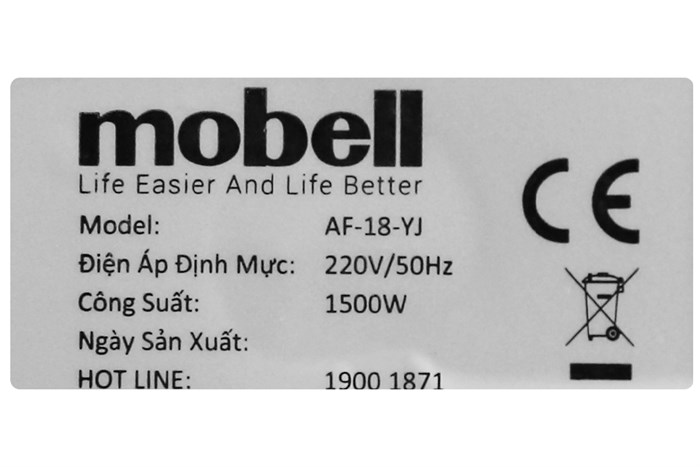 mobell
Life Easier And Life Better
Model: AF-18-YJ
Điện Áp Định Mực: 220V/50Hz
Công Suất: 1500W
Ngày Sản Xuất:
HOT LINE: 1900 1871
CE